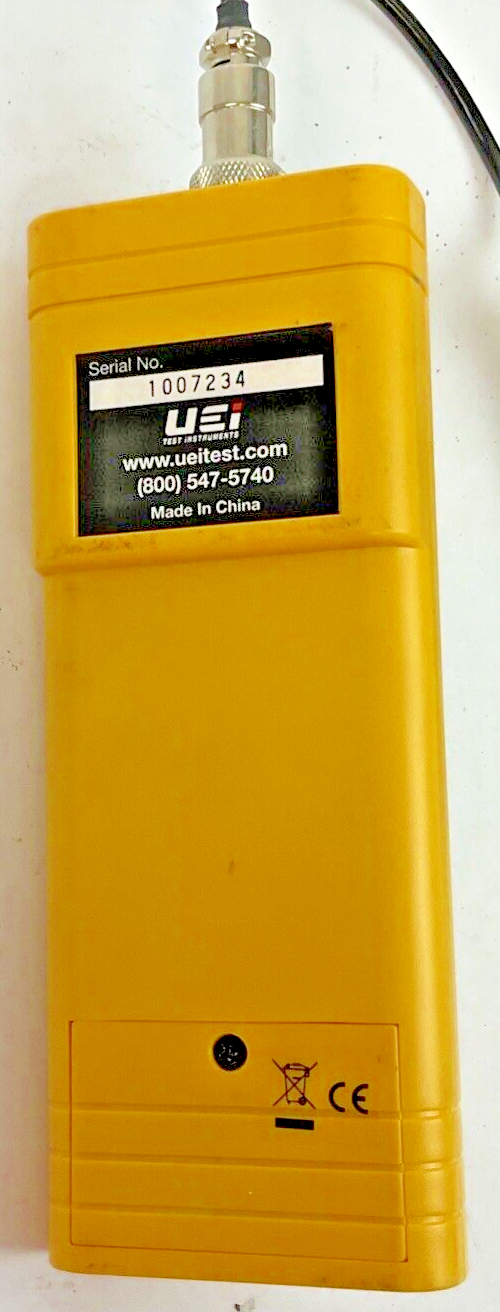 Serial No.
1007234
UEi
TEST INSTRUMENTS
www.ueitest.com
(800) 547-5740
Made In China
CE